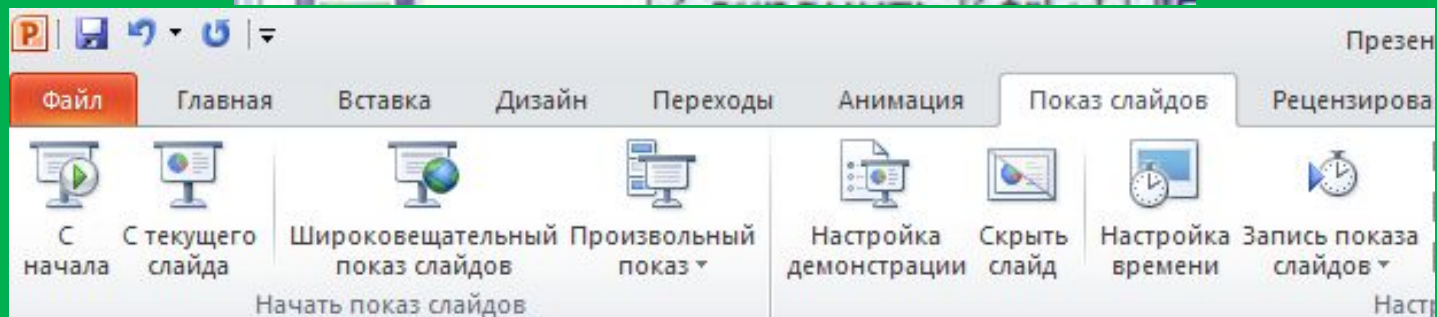 Презен
Файл Главная Вставка Дизайн Переходы Анимация Показ слайдов Рецензирова
С начала
С текущего слайда
Широковещательный показ слайдов
Произвольный показ
Настройка демонстрации
Скрыть слайд
Настройка времени
Запись показа слайдов
Начать показ слайдов
Настр